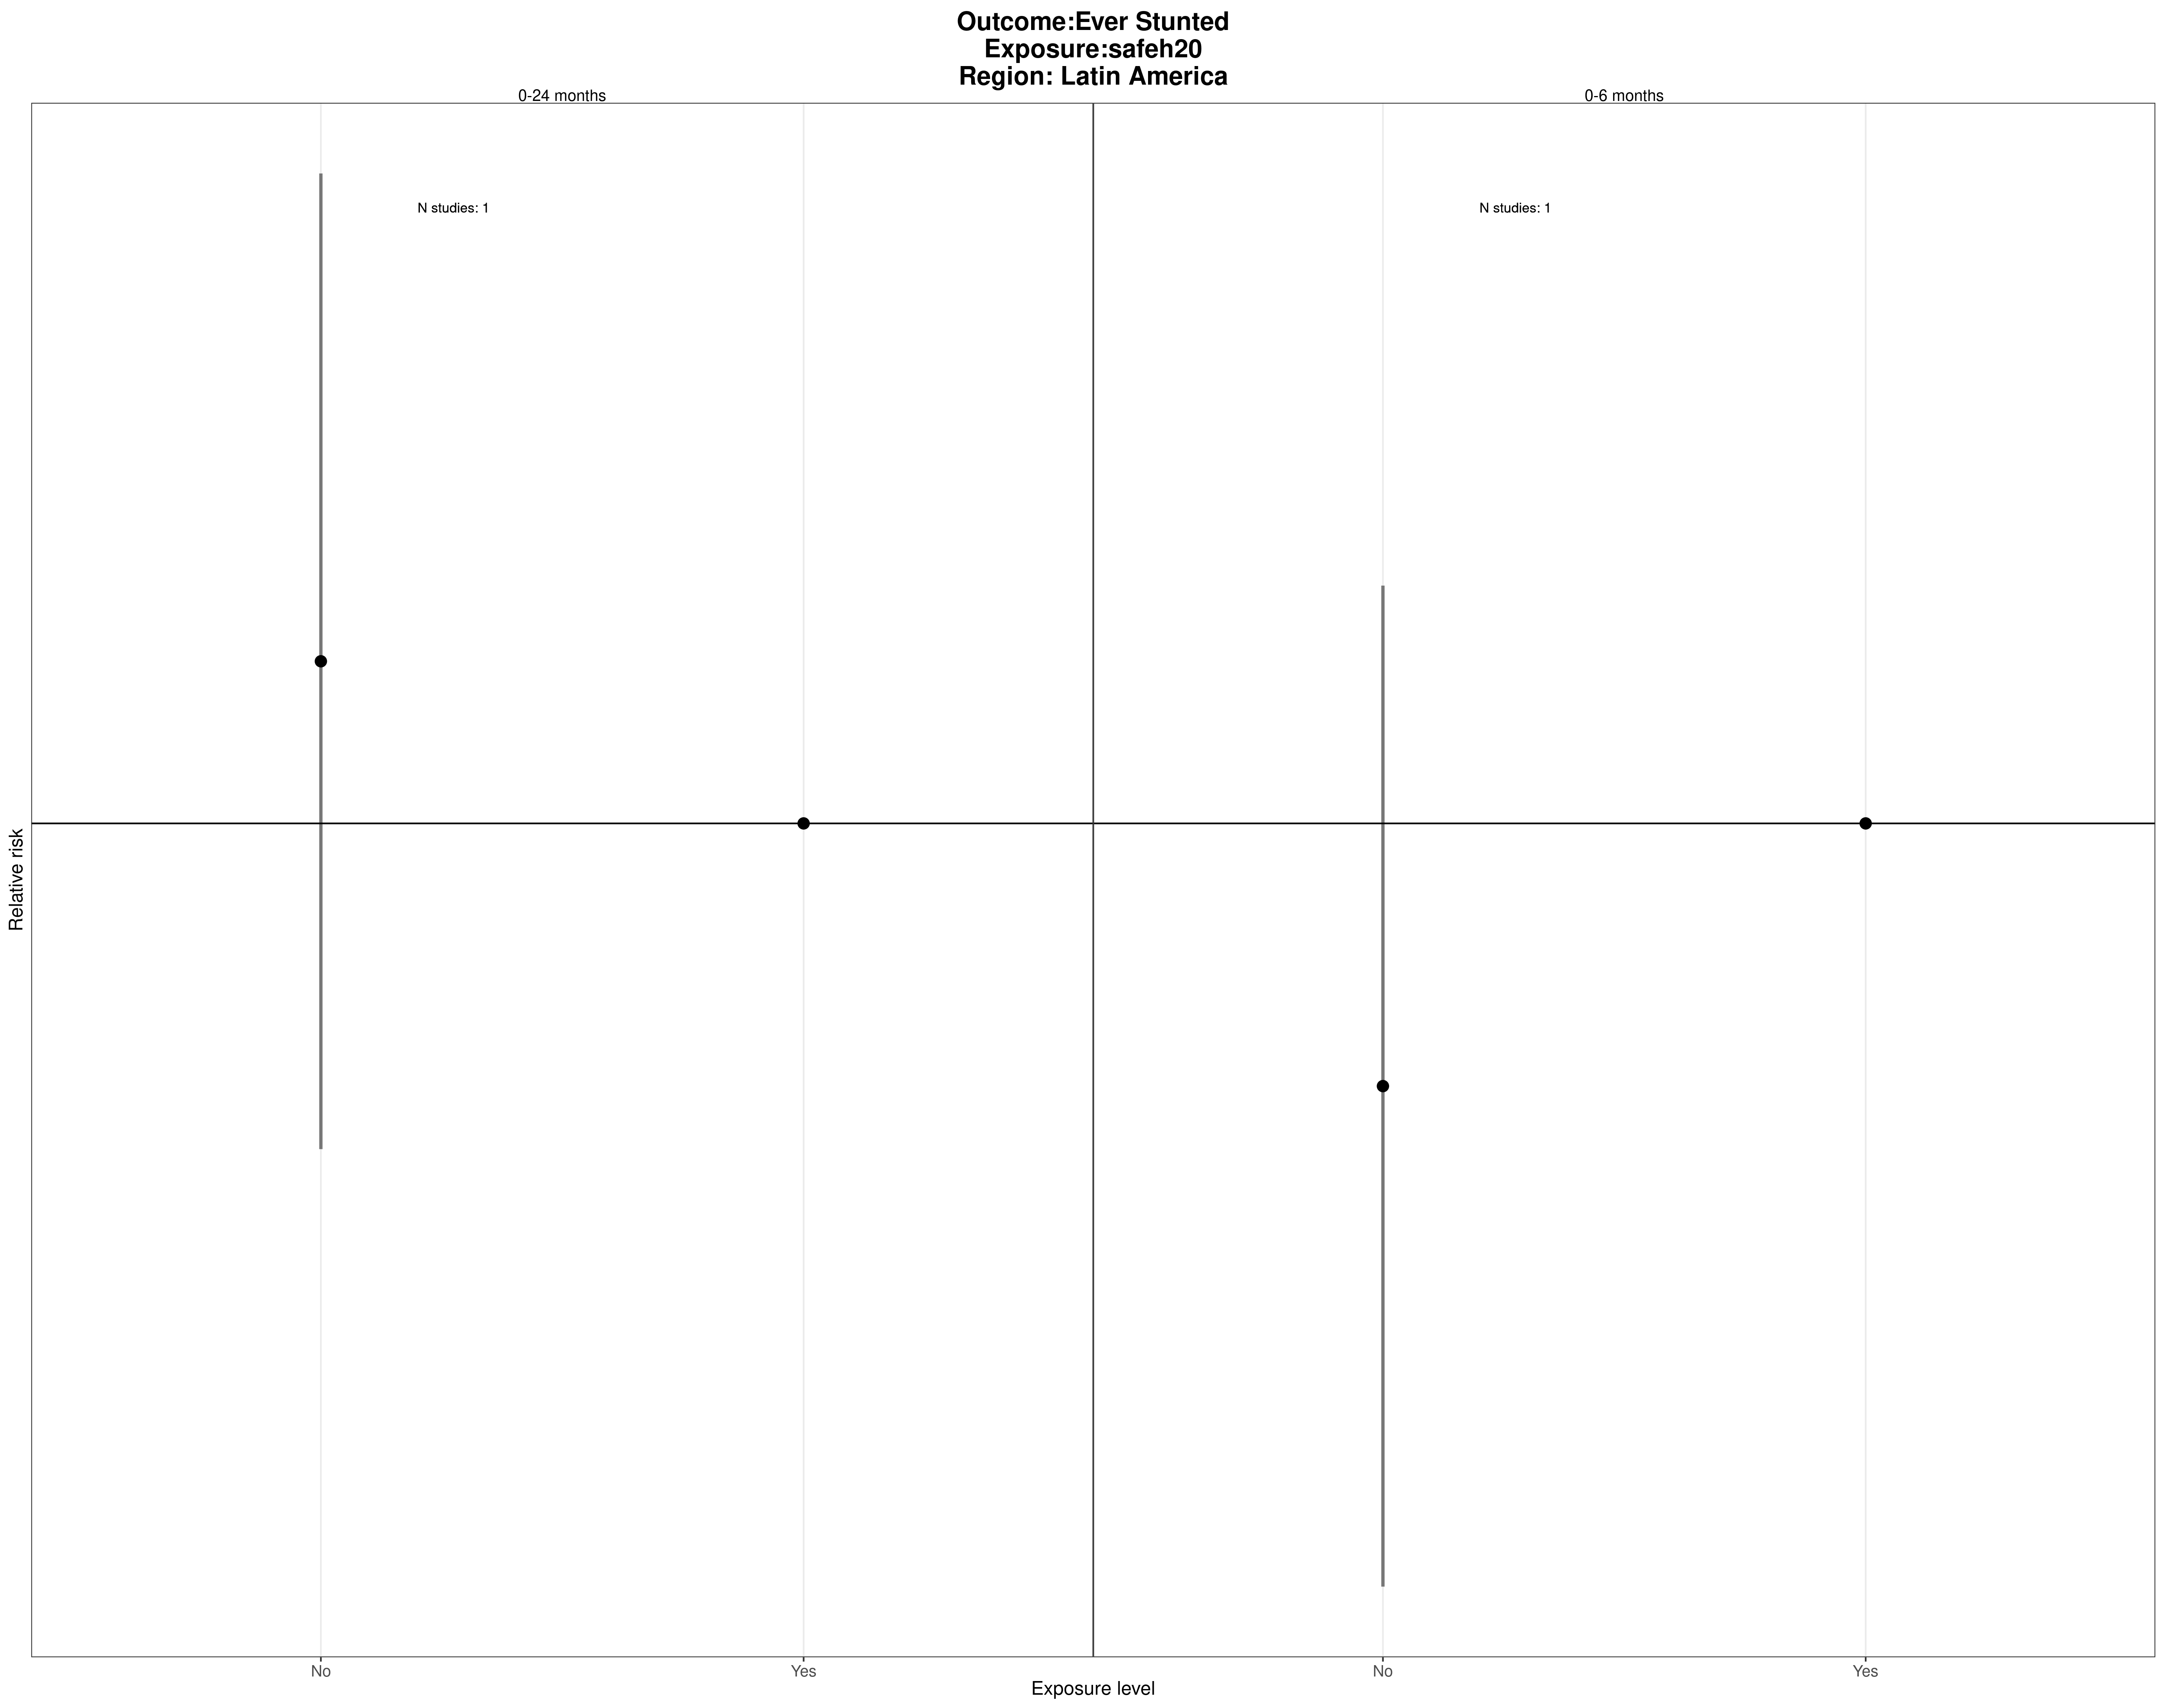 Outcome:Ever Stunted
Exposure:safeh20
Region: Latin America
0-24 months
0-6 months
N studies: 1
N studies: 1
Relative risk
No
Yes
No
Yes
Exposure level